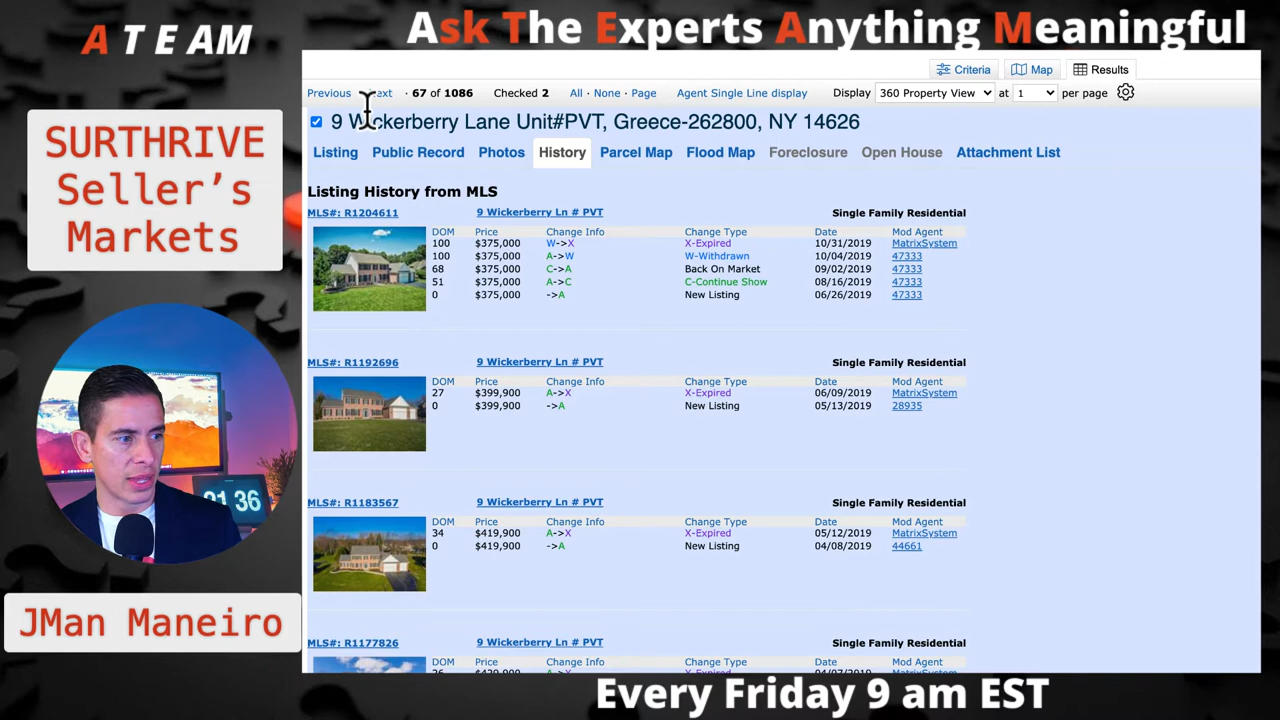 A T E AM
Ask The Experts Anything Meaningful
SURTHRIVE
Seller's
Markets
Criteria Map Results
Previous · 67 of 1086 Checked 2 All · None · Page Agent Single Line display Display 360 Property View at 1 per page
9 Wickerberry Lane Unit#PVT, Greece-262800, NY 14626
Listing Public Record Photos History Parcel Map Flood Map Foreclosure Open House Attachment List
Listing History from MLS
MLS#: R1204611 9 Wickerberry Ln # PVT Single Family Residential
DOM Price Change Info Change Type Date Mod Agent
100 $375,000 W->X X-Expired 10/31/2019 MatrixSystem
100 $375,000 A->W W-Withdrawn 10/04/2019 47333
68 $375,000 C->A Back On Market 09/02/2019 47333
51 $375,000 A->C C-Continue Show 08/16/2019 47333
0 $375,000 ->A New Listing 06/26/2019 47333
MLS#: R1192696 9 Wickerberry Ln # PVT Single Family Residential
DOM Price Change Info Change Type Date Mod Agent
27 $399,900 A->X X-Expired 06/09/2019 MatrixSystem
0 $399,900 ->A New Listing 05/13/2019 28935
MLS#: R1183567 9 Wickerberry Ln # PVT Single Family Residential
DOM Price Change Info Change Type Date Mod Agent
34 $419,900 A->X X-Expired 05/12/2019 MatrixSystem
0 $419,900 ->A New Listing 04/08/2019 44661
MLS#: R1177826 9 Wickerberry Ln # PVT Single Family Residential
DOM Price Change Info Change Type Date Mod Agent
JMan Maneiro
Every Friday 9 am EST